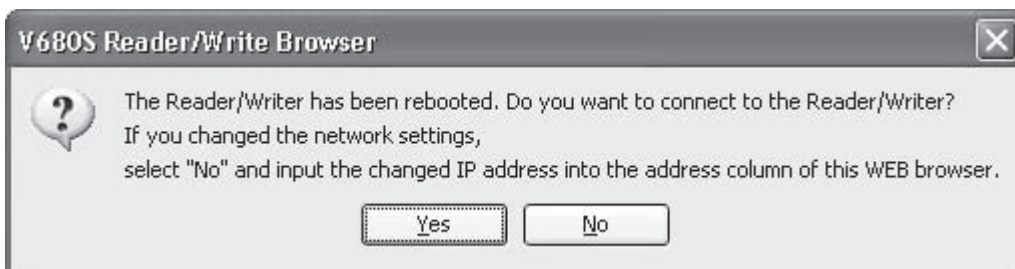 V680S Reader/Write Browser
The Reader/Writer has been rebooted. Do you want to connect to the Reader/Writer?
If you changed the network settings,
select "No" and input the changed IP address into the address column of this WEB browser.
Yes
No